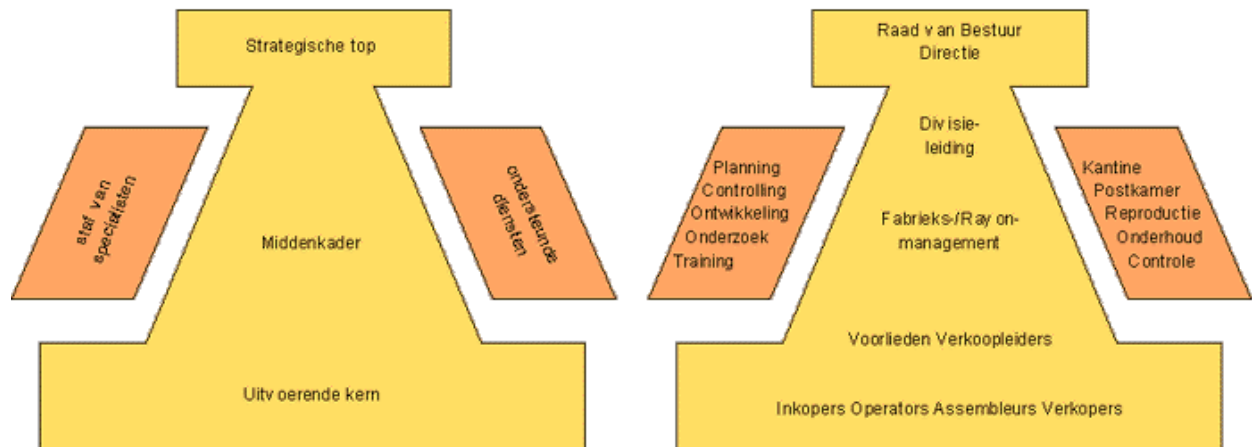 Strategische top
staf van
specialisten
Middenkader
ondersteunde
diensten
Uitvoerende kern
Raad van Bestuur
Directie
Divisie-
leiding
Planning
Controlling
Ontwikkeling
Onderzoek
Training
Fabrieks-/Rayon-
management
Kantine
Postkamer
Reproductie
Onderhoud
Controle
Voorlieden Verkoopleiders
Inkopers Operators Assembleurs Verkopers